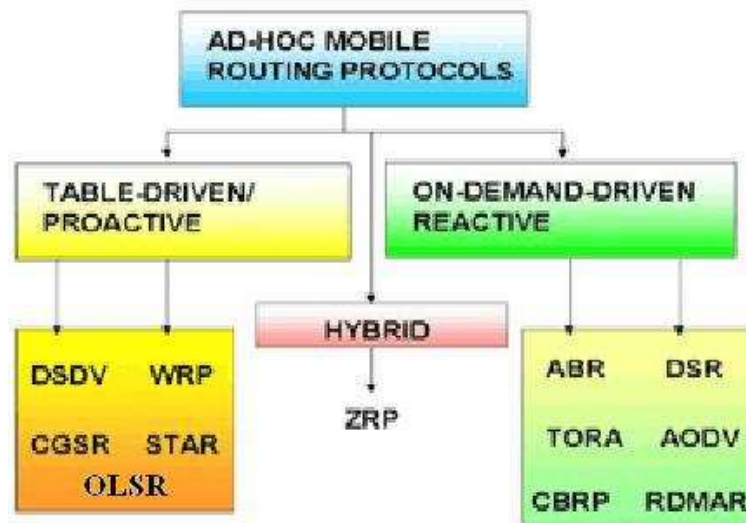 AD-HOC MOBILE
ROUTING PROTOCOLS
TABLE-DRIVEN/
PROACTIVE
ON-DEMAND-DRIVEN
REACTIVE
HYBRID
DSDV WRP
CGSR STAR
OLSR
ZRP
ABR DSR
TORA AODV
CBRP RDMAR